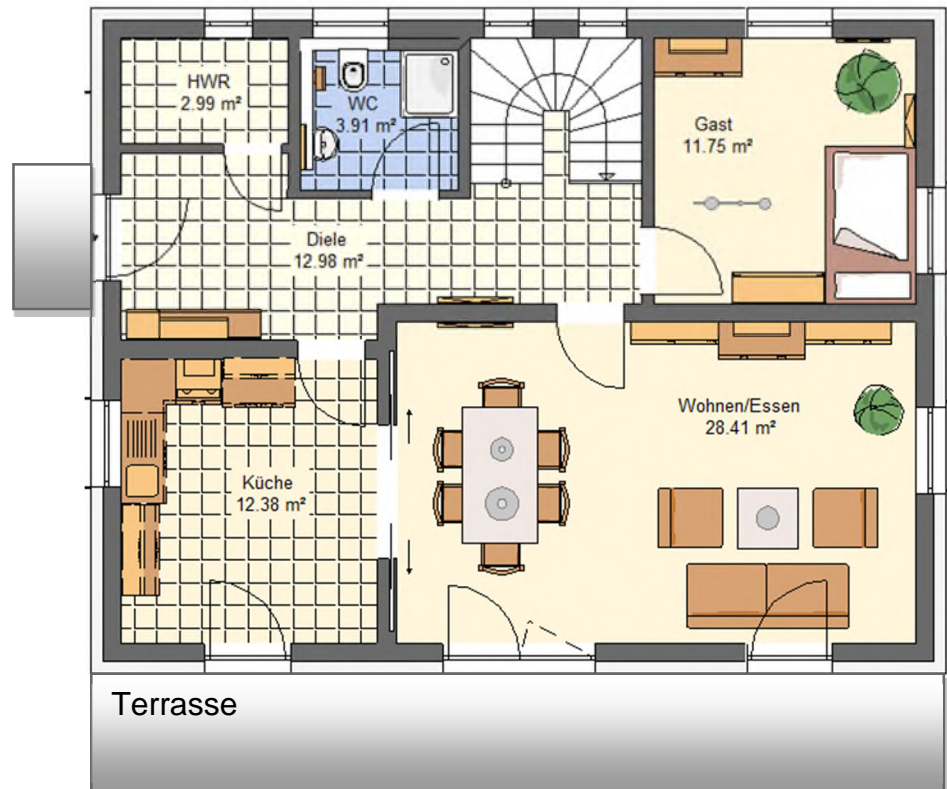 HWR
2.99 m²
WC
3.91 m²
Gast
11.75 m²
Diele
12.98 m²
Wohnen/Essen
28.41 m²
Küche
12.38 m²
Terrasse